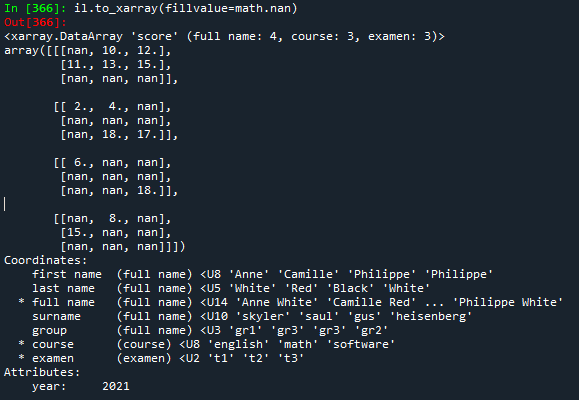 In [366]: il.to_xarray(fillvalue=math.nan)
Out[366]:
<xarray.DataArray 'score' (full name: 4, course: 3, examen: 3)>
array([[[nan, 10., 12.],
        [11., 13., 15.],
        [nan, nan, nan]],

       [[ 2.,  4., nan],
        [nan, nan, nan],
        [nan, 18., 17.]],

       [[ 6., nan, nan],
        [nan, nan, nan],
        [nan, nan, 18.]],

       [[nan,  8., nan],
        [15., nan, nan],
        [nan, nan, nan]]])
Coordinates:
    first name  (full name) <U8 'Anne' 'Camille' 'Philippe' 'Philippe'
    last name   (full name) <U5 'White' 'Red' 'Black' 'White'
  * full name   (full name) <U14 'Anne White' 'Camille Red' ... 'Philippe White'
    surname     (full name) <U10 'skyler' 'saul' 'gus' 'heisenberg'
    group       (full name) <U3 'gr1' 'gr3' 'gr3' 'gr2'
  * course      (course) <U8 'english' 'math' 'software'
  * examen      (examen) <U2 't1' 't2' 't3'
Attributes:
    year:     2021